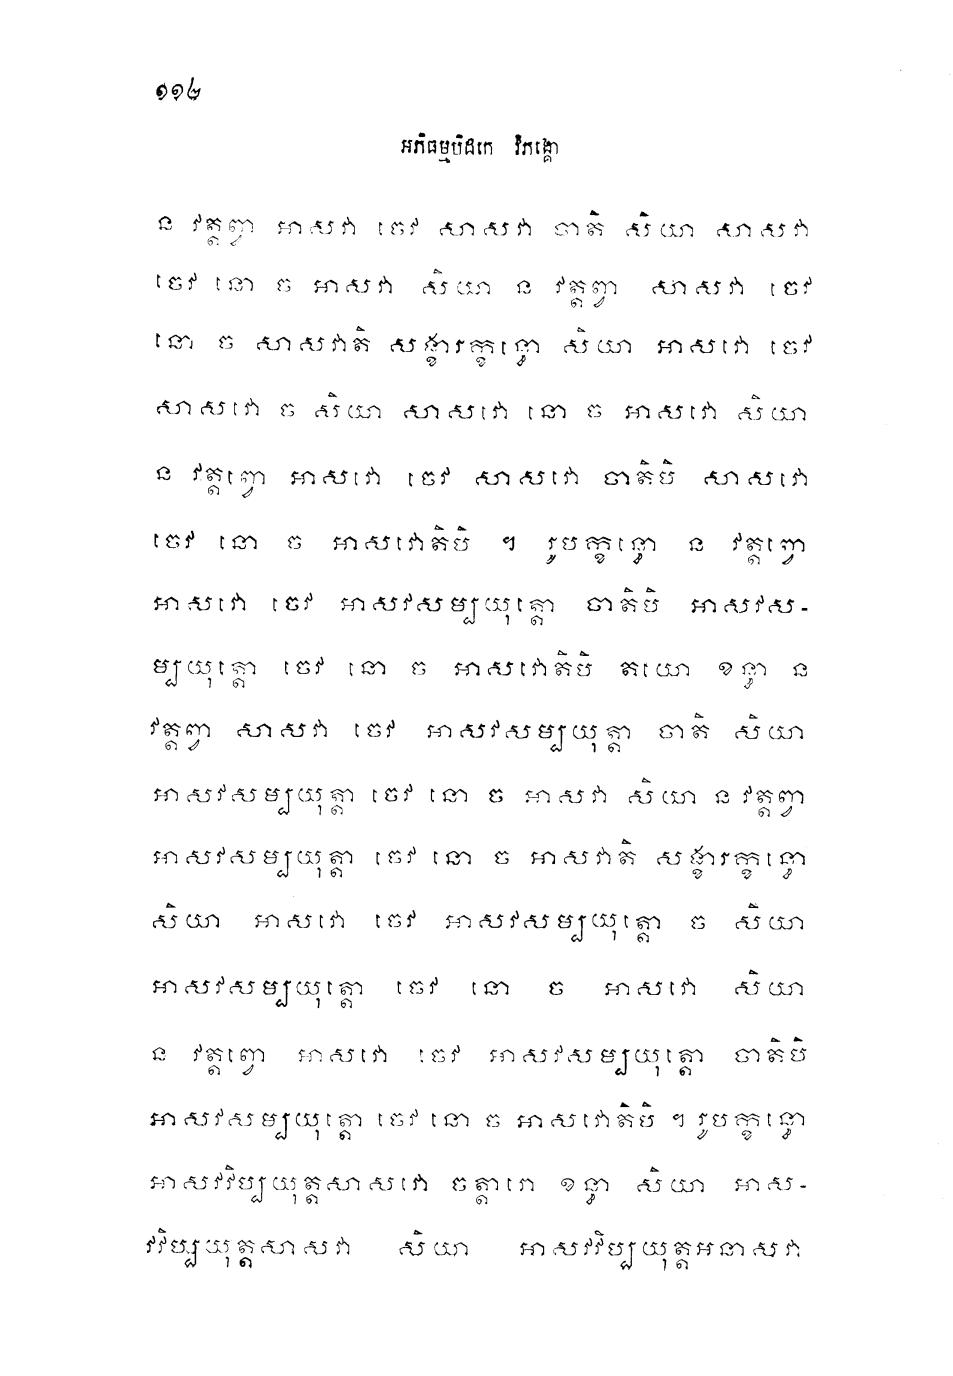 ១១៤
អភិធម្មបិដកេ វិភង្គោ
ន វត្តព្វា អាសវា ចេវ សាសវា ចាតិ សិយា សាសវា
ចេវ នោ ច អាសវា សិយា ន វត្តព្វា សាសវា ចេវ
នោ ច សាសវាតិ សង្ខារក្ខន្ធោ សិយា អាសវោ ចេវ
សាសវោ ច សិយា សាសវោ នោ ច អាសវោ សិយា
ន វត្តព្វោ អាសវោ ចេវ សាសវោ ចាតិបិ សាសវោ
ចេវ នោ ច អាសវោតិបិ ។ រូបក្ខន្ធោ ន វត្តព្វោ
អាសវោ ចេវ អាសវសម្បយុត្តោ ចាតិបិ អាសវស-
ម្បយុត្តោ ចេវ នោ ច អាសវោតិបិ តយោ ខន្ធា ន
វត្តព្វា សាសវា ចេវ អាសវសម្បយុត្តា ចាតិ សិយា
អាសវសម្បយុត្តា ចេវ នោ ច អាសវា សិយា ន វត្តព្វា
អាសវសម្បយុត្តា ចេវ នោ ច អាសវាតិ សង្ខារក្ខន្ធោ
សិយា អាសវោ ចេវ អាសវសម្បយុត្តោ ច សិយា
អាសវសម្បយុត្តោ ចេវ នោ ច អាសវោ សិយា
ន វត្តព្វោ អាសវោ ចេវ អាសវសម្បយុត្តោ ចាតិបិ
អាសវសម្បយុត្តោ ចេវ នោ ច អាសវោតិបិ ។ រូបក្ខន្ធោ
អាសវវិប្បយុត្តសាសវោ ចត្តារោ ខន្ធា សិយា អាស-
វវិប្បយុត្តសាសវា សិយា អាសវវិប្បយុត្តអនាសវា